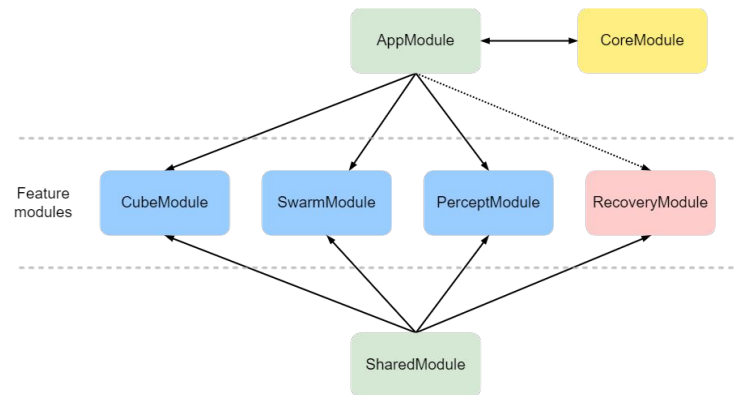 AppModule
CoreModule
Feature
modules
CubeModule
SwarmModule
PerceptModule
RecoveryModule
SharedModule